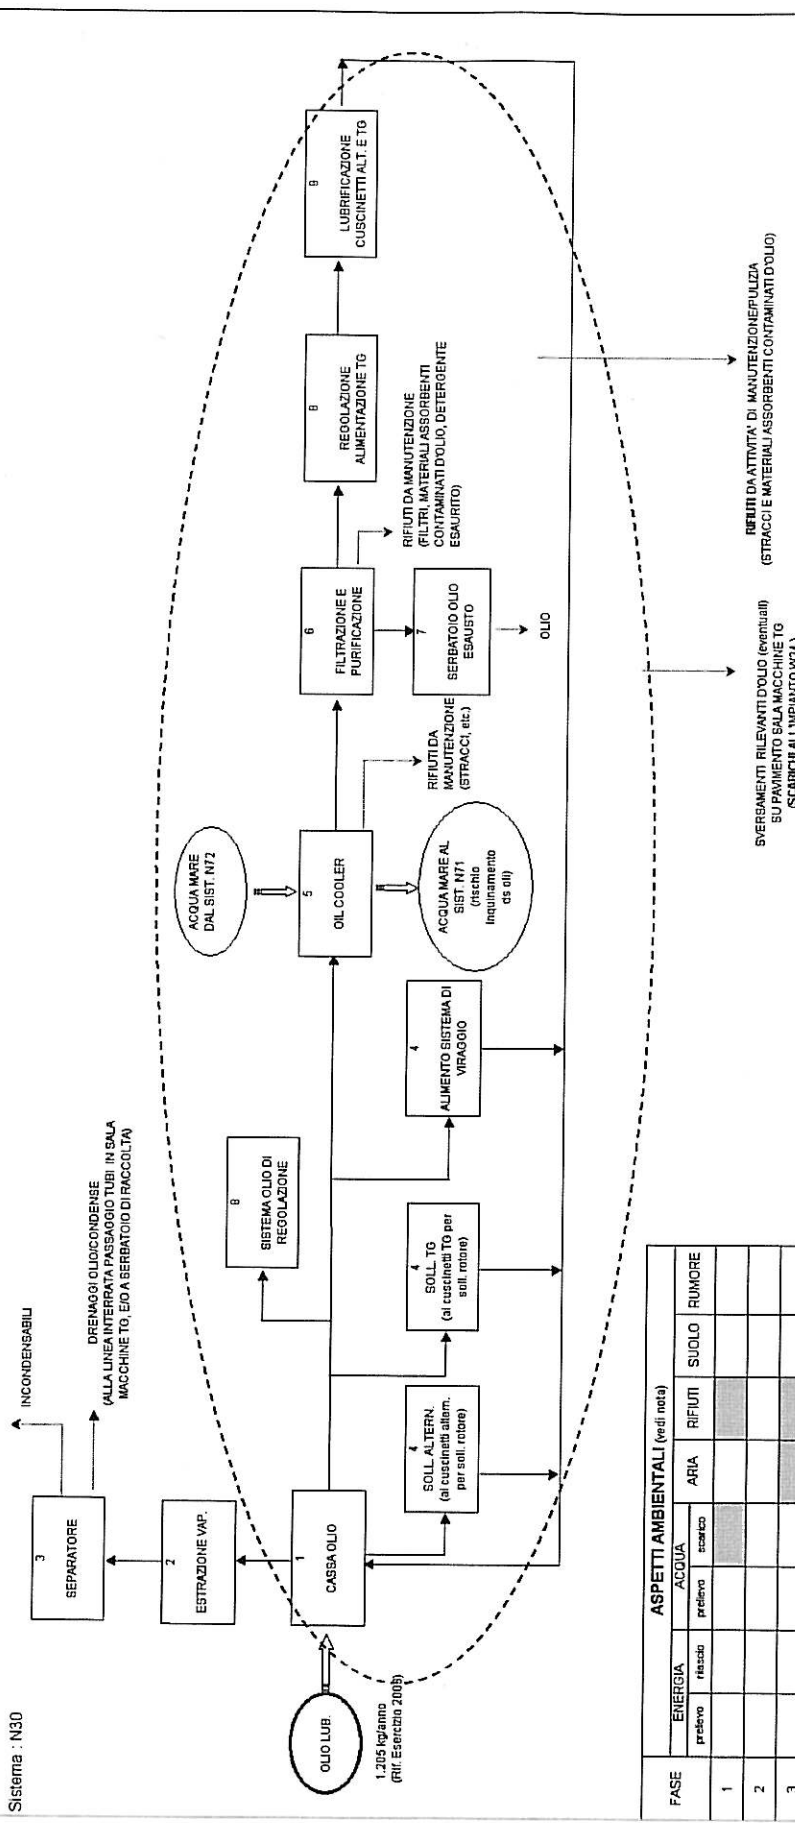 Sistema : N30
INCONDENSABILI
3
SEPARATORE
DRENAGGI OLIO/CONDENSE
(ALLA LINEA INTERRATA PASSAGGIO TUBI IN SALA
MACCHINE TG, E/O A SERBATOIO DI RACCOLTA)
2
ESTRAZIONE VAP.
OLIO LUB.
1.205 kg/anno
1
CASSA OLIO
8
SISTEMA OLIO DI
REGOLAZIONE
4
SOLL. ALTERN.
(ai cuscinetti altern.
per soll. rotore)
4
SOLL. TG
(ai cuscinetti TG per
soll. rotore)
4
ALIMENTO SISTEMA DI
VIRAGGIO
ACQUA MARE
DAL SIST. N72
5
OIL COOLER
ACQUA MARE AL
SIST. N71
(rischio
Inquinamento
da oli)
RIFIUTI DA
MANUTENZIONE
(STRACCI, etc.)
6
FILTRAZIONE E
PURIFICAZIONE
7
SERBATOIO OLIO
ESAUSTO
OLIO
RIFIUTI DA MANUTENZIONE
(FILTRI, MATERIALI ASSORBENTI
CONTAMINATI D'OLIO, DETERGENTE
ESAURITO)
8
REGOLAZIONE
ALIMENTAZIONE TG
9
LUBRIFICAZIONE
CUSCINETTI ALT. E TG
SVERSAMENTI RILEVANTI D'OLIO (eventuali)
SU PAVIMENTO SALA MACCHINE TG
RIFIUTI DA ATTIVITA' DI MANUTENZIONE/PULIZIA
(STRACCI E MATERIALI ASSORBENTI CONTAMINATI D'OLIO)
ASPETTI AMBIENTALI (vedi nota)
FASE ENERGIA ACQUA ARIA RIFIUTI SUOLO RUMORE
prelievo rilascio prelievo scarico
1
2
3